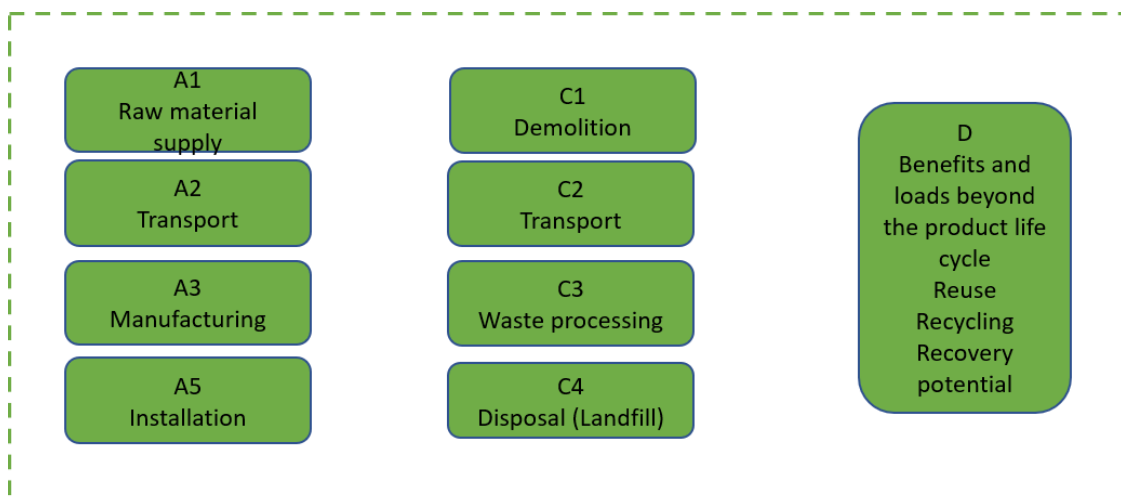 A1
Raw material
supply
A2
Transport
A3
Manufacturing
A5
Installation
C1
Demolition
C2
Transport
C3
Waste processing
C4
Disposal (Landfill)
D
Benefits and
loads beyond
the product life
cycle
Reuse
Recycling
Recovery
potential